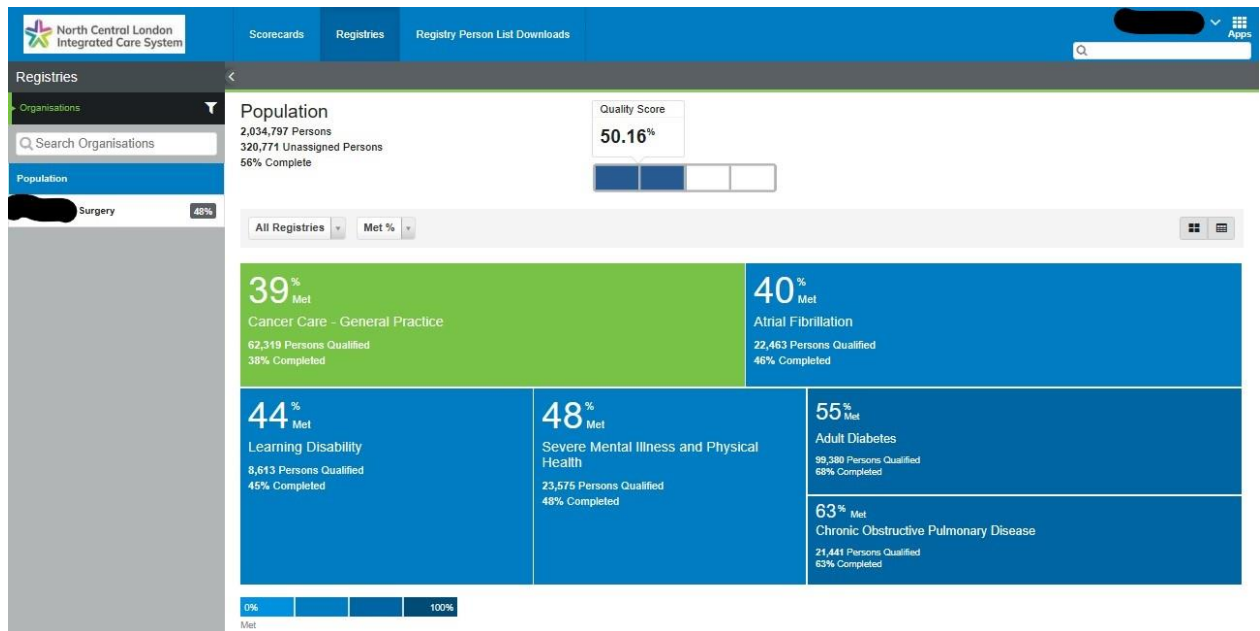 North Central London
Integrated Care System
Scorecards
Registries
Registry Person List Downloads
Apps
Registries
Organisations
Search Organisations
Population
Surgery
48%
Population
2,034,797 Persons
320,771 Unassigned Persons
56% Complete
Quality Score
50.16%
All Registries
Met %
39% Met
Cancer Care - General Practice
62,319 Persons Qualified
38% Completed
40% Met
Atrial Fibrillation
22,463 Persons Qualified
46% Completed
44% Met
Learning Disability
8,613 Persons Qualified
45% Completed
48% Met
Severe Mental Illness and Physical
Health
23,575 Persons Qualified
48% Completed
55% Met
Adult Diabetes
99,380 Persons Qualified
68% Completed
63% Met
Chronic Obstructive Pulmonary Disease
21,441 Persons Qualified
63% Completed
0%
100%
Met